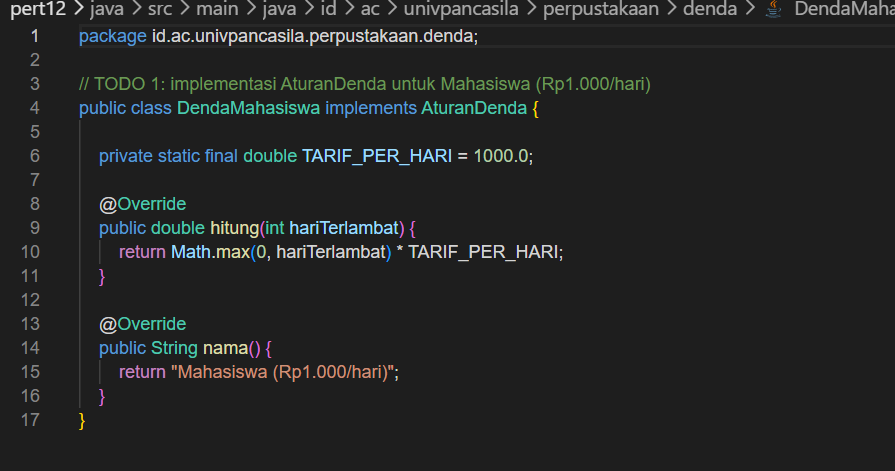 pert12 > java > src > main > java > id > ac > univpancasila > perpustakaan > denda > DendaMaha
1 package id.ac.univpancasila.perpustakaan.denda;
2
3 // TODO 1: implementasi AturanDenda untuk Mahasiswa (Rp1.000/hari)
4 public class DendaMahasiswa implements AturanDenda {
5
6 private static final double TARIF_PER_HARI = 1000.0;
7
8 @Override
9 public double hitung(int hariTerlambat) {
10 return Math.max(0, hariTerlambat) * TARIF_PER_HARI;
11 }
12
13 @Override
14 public String nama() {
15 return "Mahasiswa (Rp1.000/hari)";
16 }
17 }